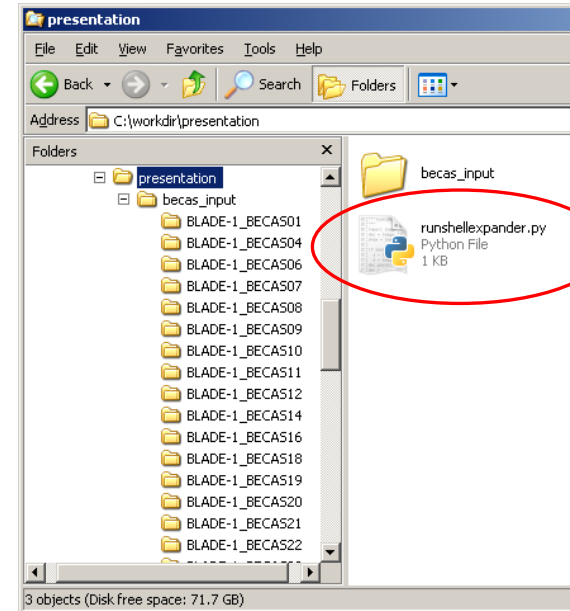 presentation
File Edit View Favorites Tools Help
Back Search Folders
Address C:\workdir\presentation
Folders x
presentation
becas_input
BLADE-1_BECAS01
BLADE-1_BECAS04
BLADE-1_BECAS06
BLADE-1_BECAS07
BLADE-1_BECAS08
BLADE-1_BECAS09
BLADE-1_BECAS10
BLADE-1_BECAS11
BLADE-1_BECAS12
BLADE-1_BECAS14
BLADE-1_BECAS16
BLADE-1_BECAS18
BLADE-1_BECAS19
BLADE-1_BECAS20
BLADE-1_BECAS21
BLADE-1_BECAS22
becas_input
runshellexpander.py
Python File
1 KB
3 objects (Disk free space: 71.7 GB)